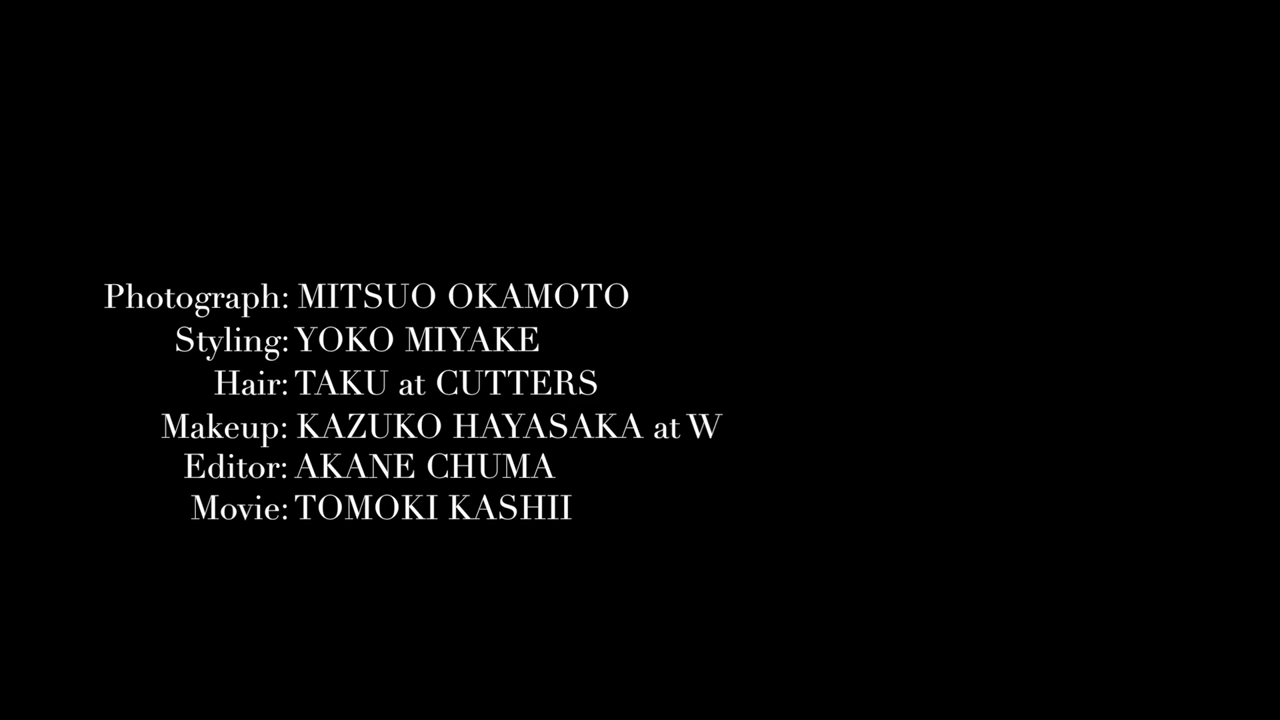 Photograph: MITSUO OKAMOTO
Styling: YOKO MIYAKE
Hair: TAKU at CUTTERS
Makeup: KAZUKO HAYASAKA at W
Editor: AKANE CHUMA
Movie: TOMOKI KASHII